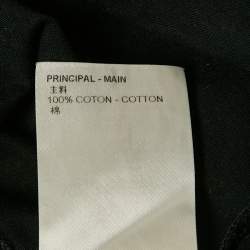 PRINCIPAL - MAIN
主料
100% COTON - COTTON
棉